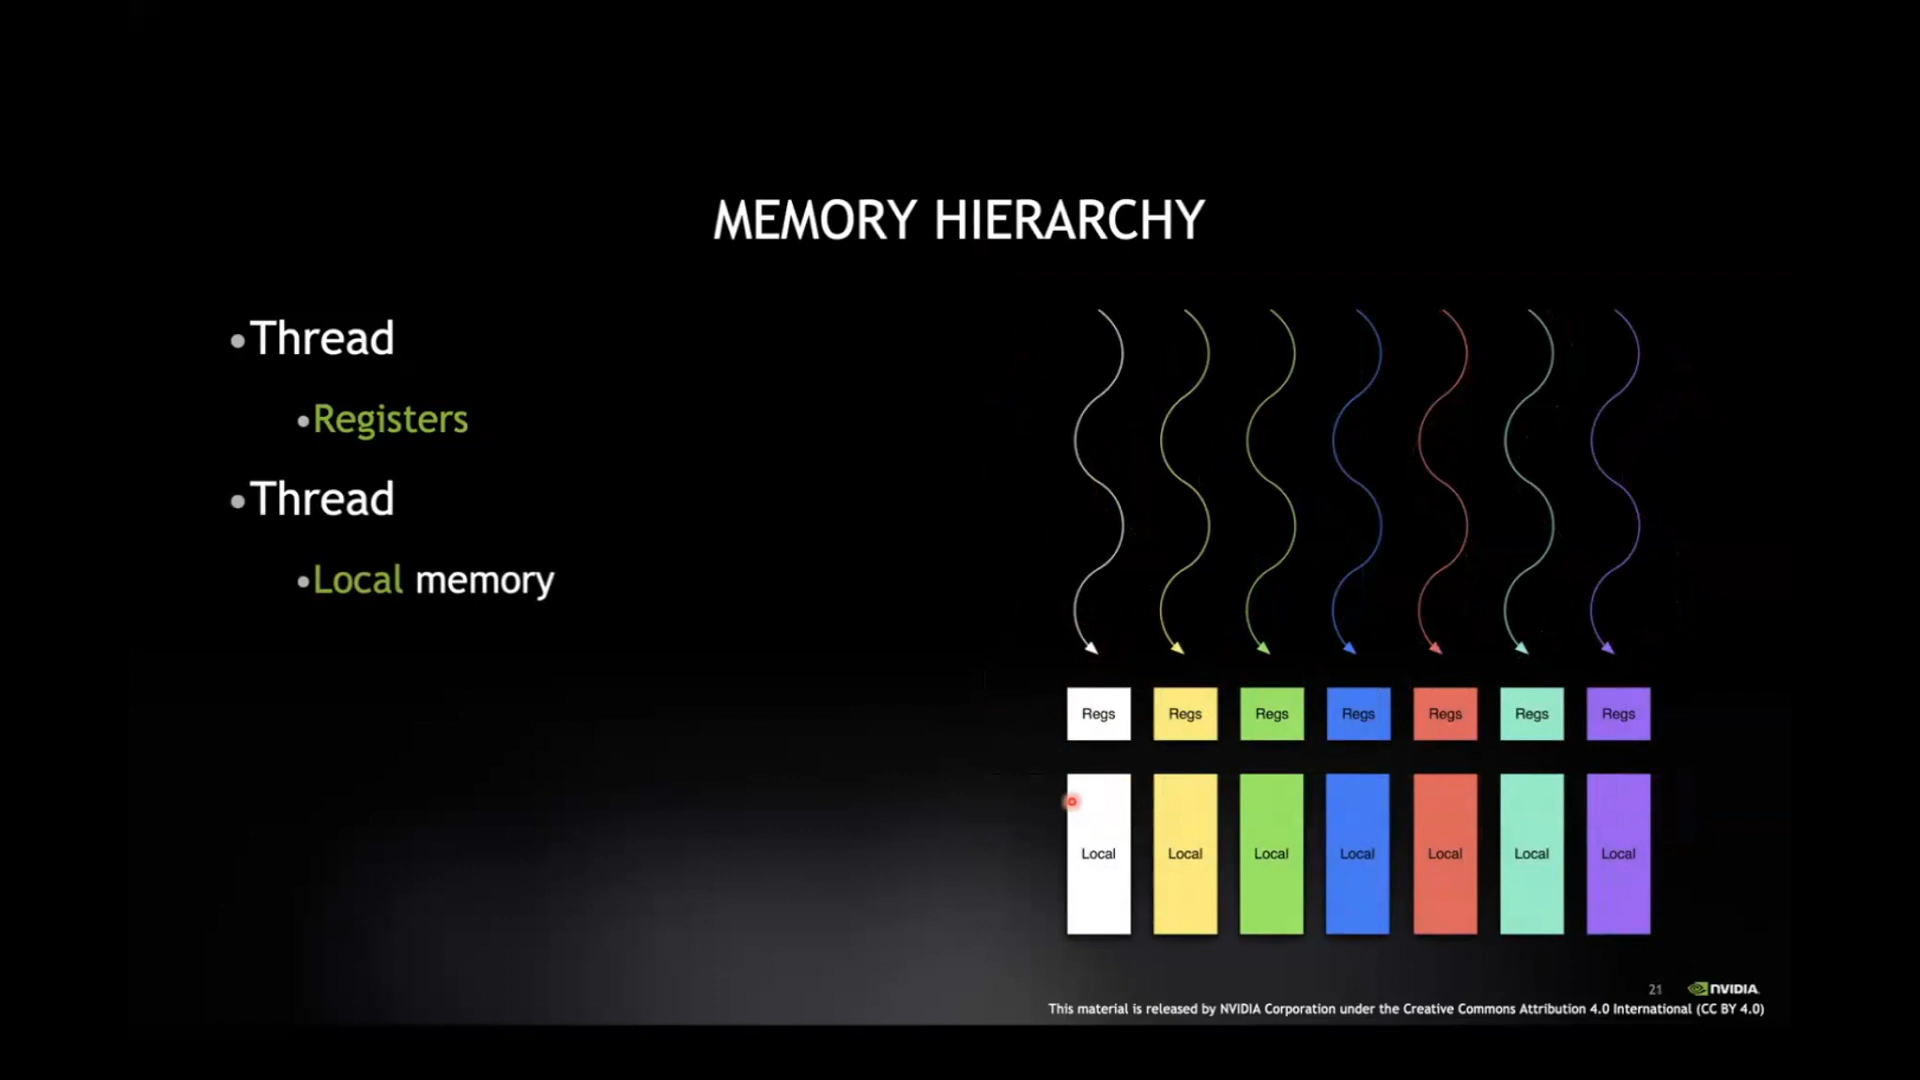 MEMORY HIERARCHY
•Thread
•Registers
•Thread
•Local memory
Regs Regs Regs Regs Regs Regs Regs
Local Local Local Local Local Local Local
21 NVIDIA.
This material is released by NVIDIA Corporation under the Creative Commons Attribution 4.0 International (CC BY 4.0)